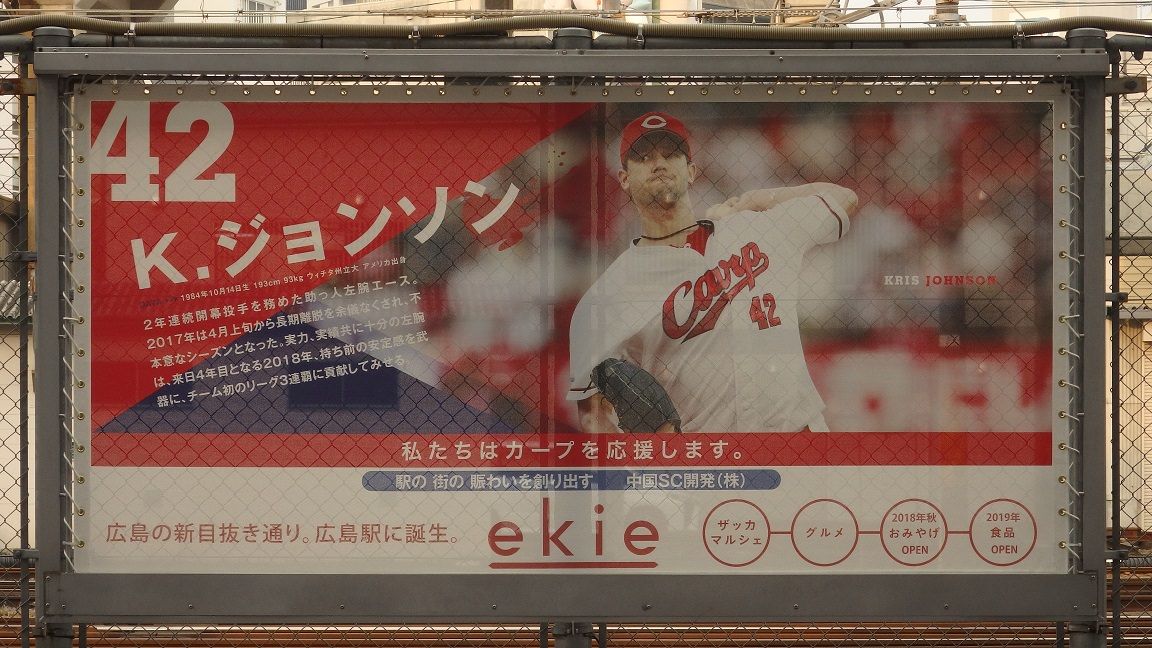 42
K.ジョンソン
1984年10月14日生 193cm 93kg ウィチタ州立大 アメリカ出身
2年連続開幕投手を務めた助っ人左腕エース。
2017年は4月上旬から長期離脱を余儀なくされ、不
本意なシーズンとなった。実力、実績共に十分の左腕
は、来日4年目となる2018年、持ち前の安定感を武
器に、チーム初のリーグ3連覇に貢献してみせる。
C
Carp
42
KRIS JOHNSON
私たちはカープを応援します。
駅の 街の 賑わいを創り出す 中国SC開発(株)
広島の新目抜き通り。広島駅に誕生。
ekie
ザッカ
マルシェ
グルメ
2018年秋
おみやげ
OPEN
2019年
食品
OPEN